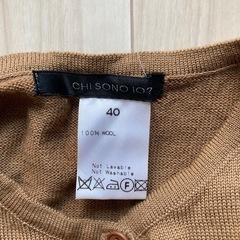 CHI SONO IO?
40
100% WOOL
Not Lavable
Not Washable